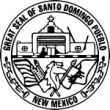 GREAT SEAL OF SANTO DOMINGO PUEBLO
NEW MEXICO